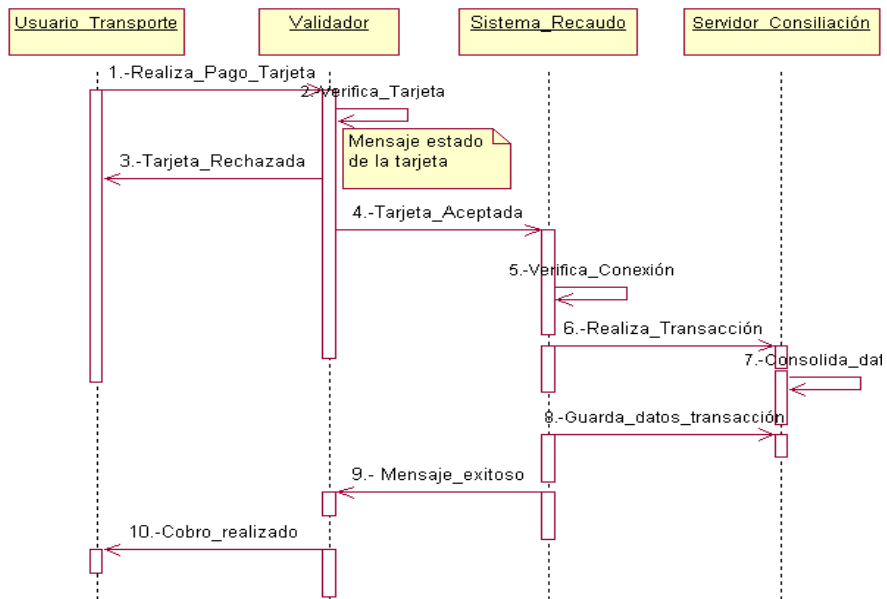 Usuario_Transporte
Validador
Sistema_Recaudo
Servidor_Consiliación
1.-Realiza_Pago_Tarjeta
2.-Verifica_Tarjeta
Mensaje estado
de la tarjeta
3.-Tarjeta_Rechazada
4.-Tarjeta_Aceptada
5.-Verifica_Conexión
6.-Realiza_Transacción
7.-Consolida_dat
8.-Guarda_datos_transacción
9.- Mensaje_exitoso
10.-Cobro_realizado